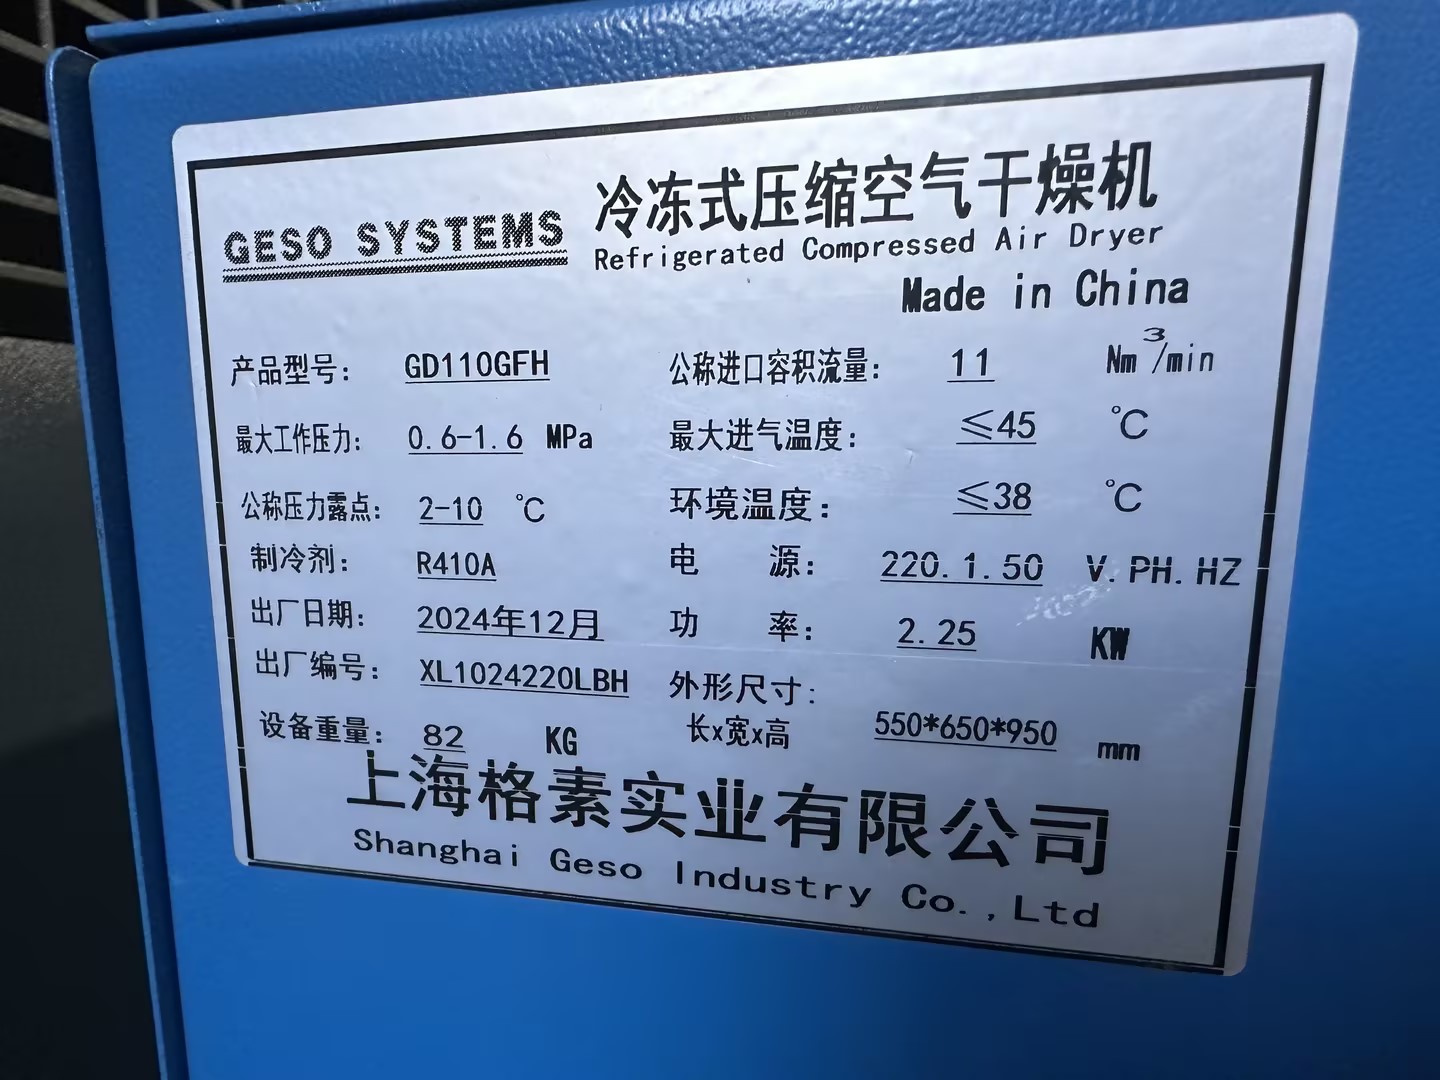 GESO SYSTEMS
冷冻式压缩空气干燥机
Refrigerated Compressed Air Dryer
Made in China
产品型号: GD110GFH 公称进口容积流量: 11 Nm³/min
最大工作压力: 0.6-1.6 MPa 最大进气温度: ≤45 ℃
公称压力露点: 2-10 ℃ 环境温度: ≤38 ℃
制冷剂: R410A 电 源: 220.1.50 V.PH.HZ
出厂日期: 2024年12月 功 率: 2.25 KW
出厂编号: XL1024220LBH 外形尺寸:
设备重量: 82 KG 长x宽x高 550*650*950 mm
上海格素实业有限公司
Shanghai Geso Industry Co.,Ltd